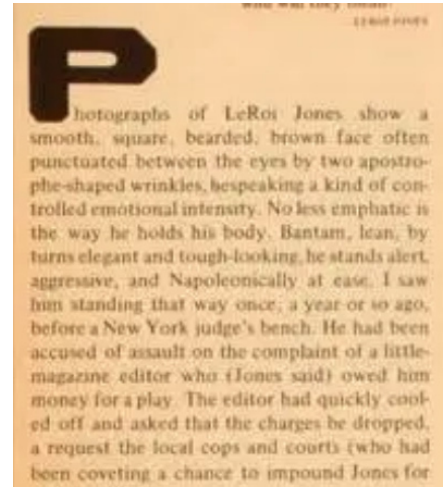 LEROI JONES
Photographs of LeRoi Jones show a
smooth, square, bearded, brown face often
punctuated between the eyes by two apostro-
phe-shaped wrinkles, bespeaking a kind of con-
trolled emotional intensity. No less emphatic is
the way he holds his body. Bantam, lean, by
turns elegant and tough-looking, he stands alert,
aggressive, and Napoleonically at ease. I saw
him standing that way once, a year or so ago,
before a New York judge's bench. He had been
accused of assault on the complaint of a little-
magazine editor who (Jones said) owed him
money for a play. The editor had quickly cool-
ed off and asked that the charges be dropped,
a request the local cops and courts (who had
been coveting a chance to impound Jones for